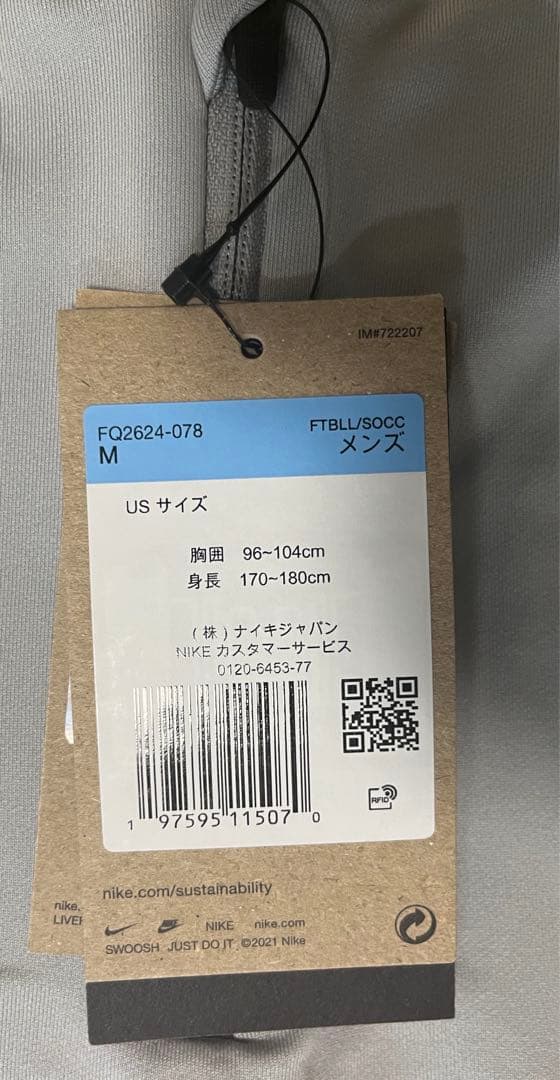 IM#722207
FQ2624-078
FTBLL/SOCC
M
メンズ
US サイズ
胸囲 96~104cm
身長 170~180cm
(株)ナイキジャパン
NIKE カスタマーサービス
0120-6453-77
1 97595 11507 0
RFID
nike.com/sustainability
NIKE nike.com
SWOOSH JUST DO IT ©2021 Nike
nike.